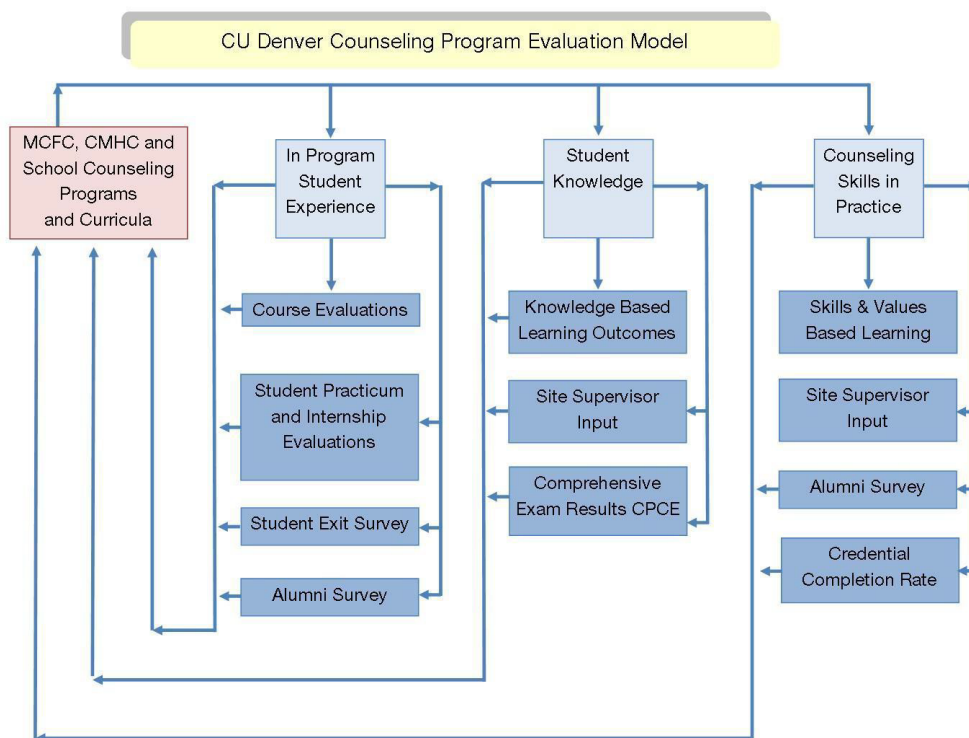 CU Denver Counseling Program Evaluation Model
MCFC, CMHC and
School Counseling
Programs
and Curricula
In Program
Student
Experience
Student
Knowledge
Counseling
Skills in
Practice
Course Evaluations
Knowledge Based
Learning Outcomes
Skills & Values
Based Learning
Student Practicum
and Internship
Evaluations
Site Supervisor
Input
Site Supervisor
Input
Student Exit Survey
Comprehensive
Exam Results CPCE
Alumni Survey
Alumni Survey
Credential
Completion Rate